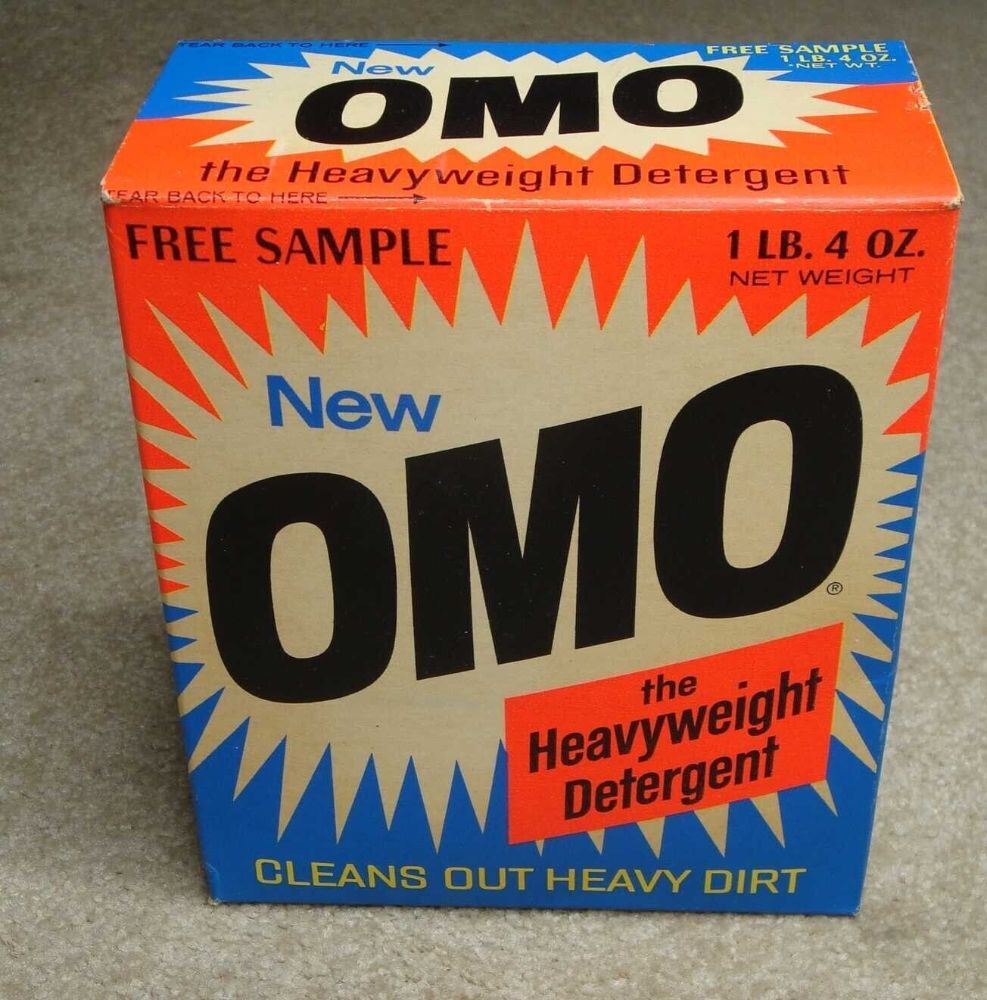 TEAR BACK TO HERE
FREE SAMPLE
1 LB. 4 OZ.
NET WT.
New
OMO
the Heavyweight Detergent
TEAR BACK TO HERE
FREE SAMPLE
1 LB. 4 OZ.
NET WEIGHT
New
OMO®
the
Heavyweight
Detergent
CLEANS OUT HEAVY DIRT